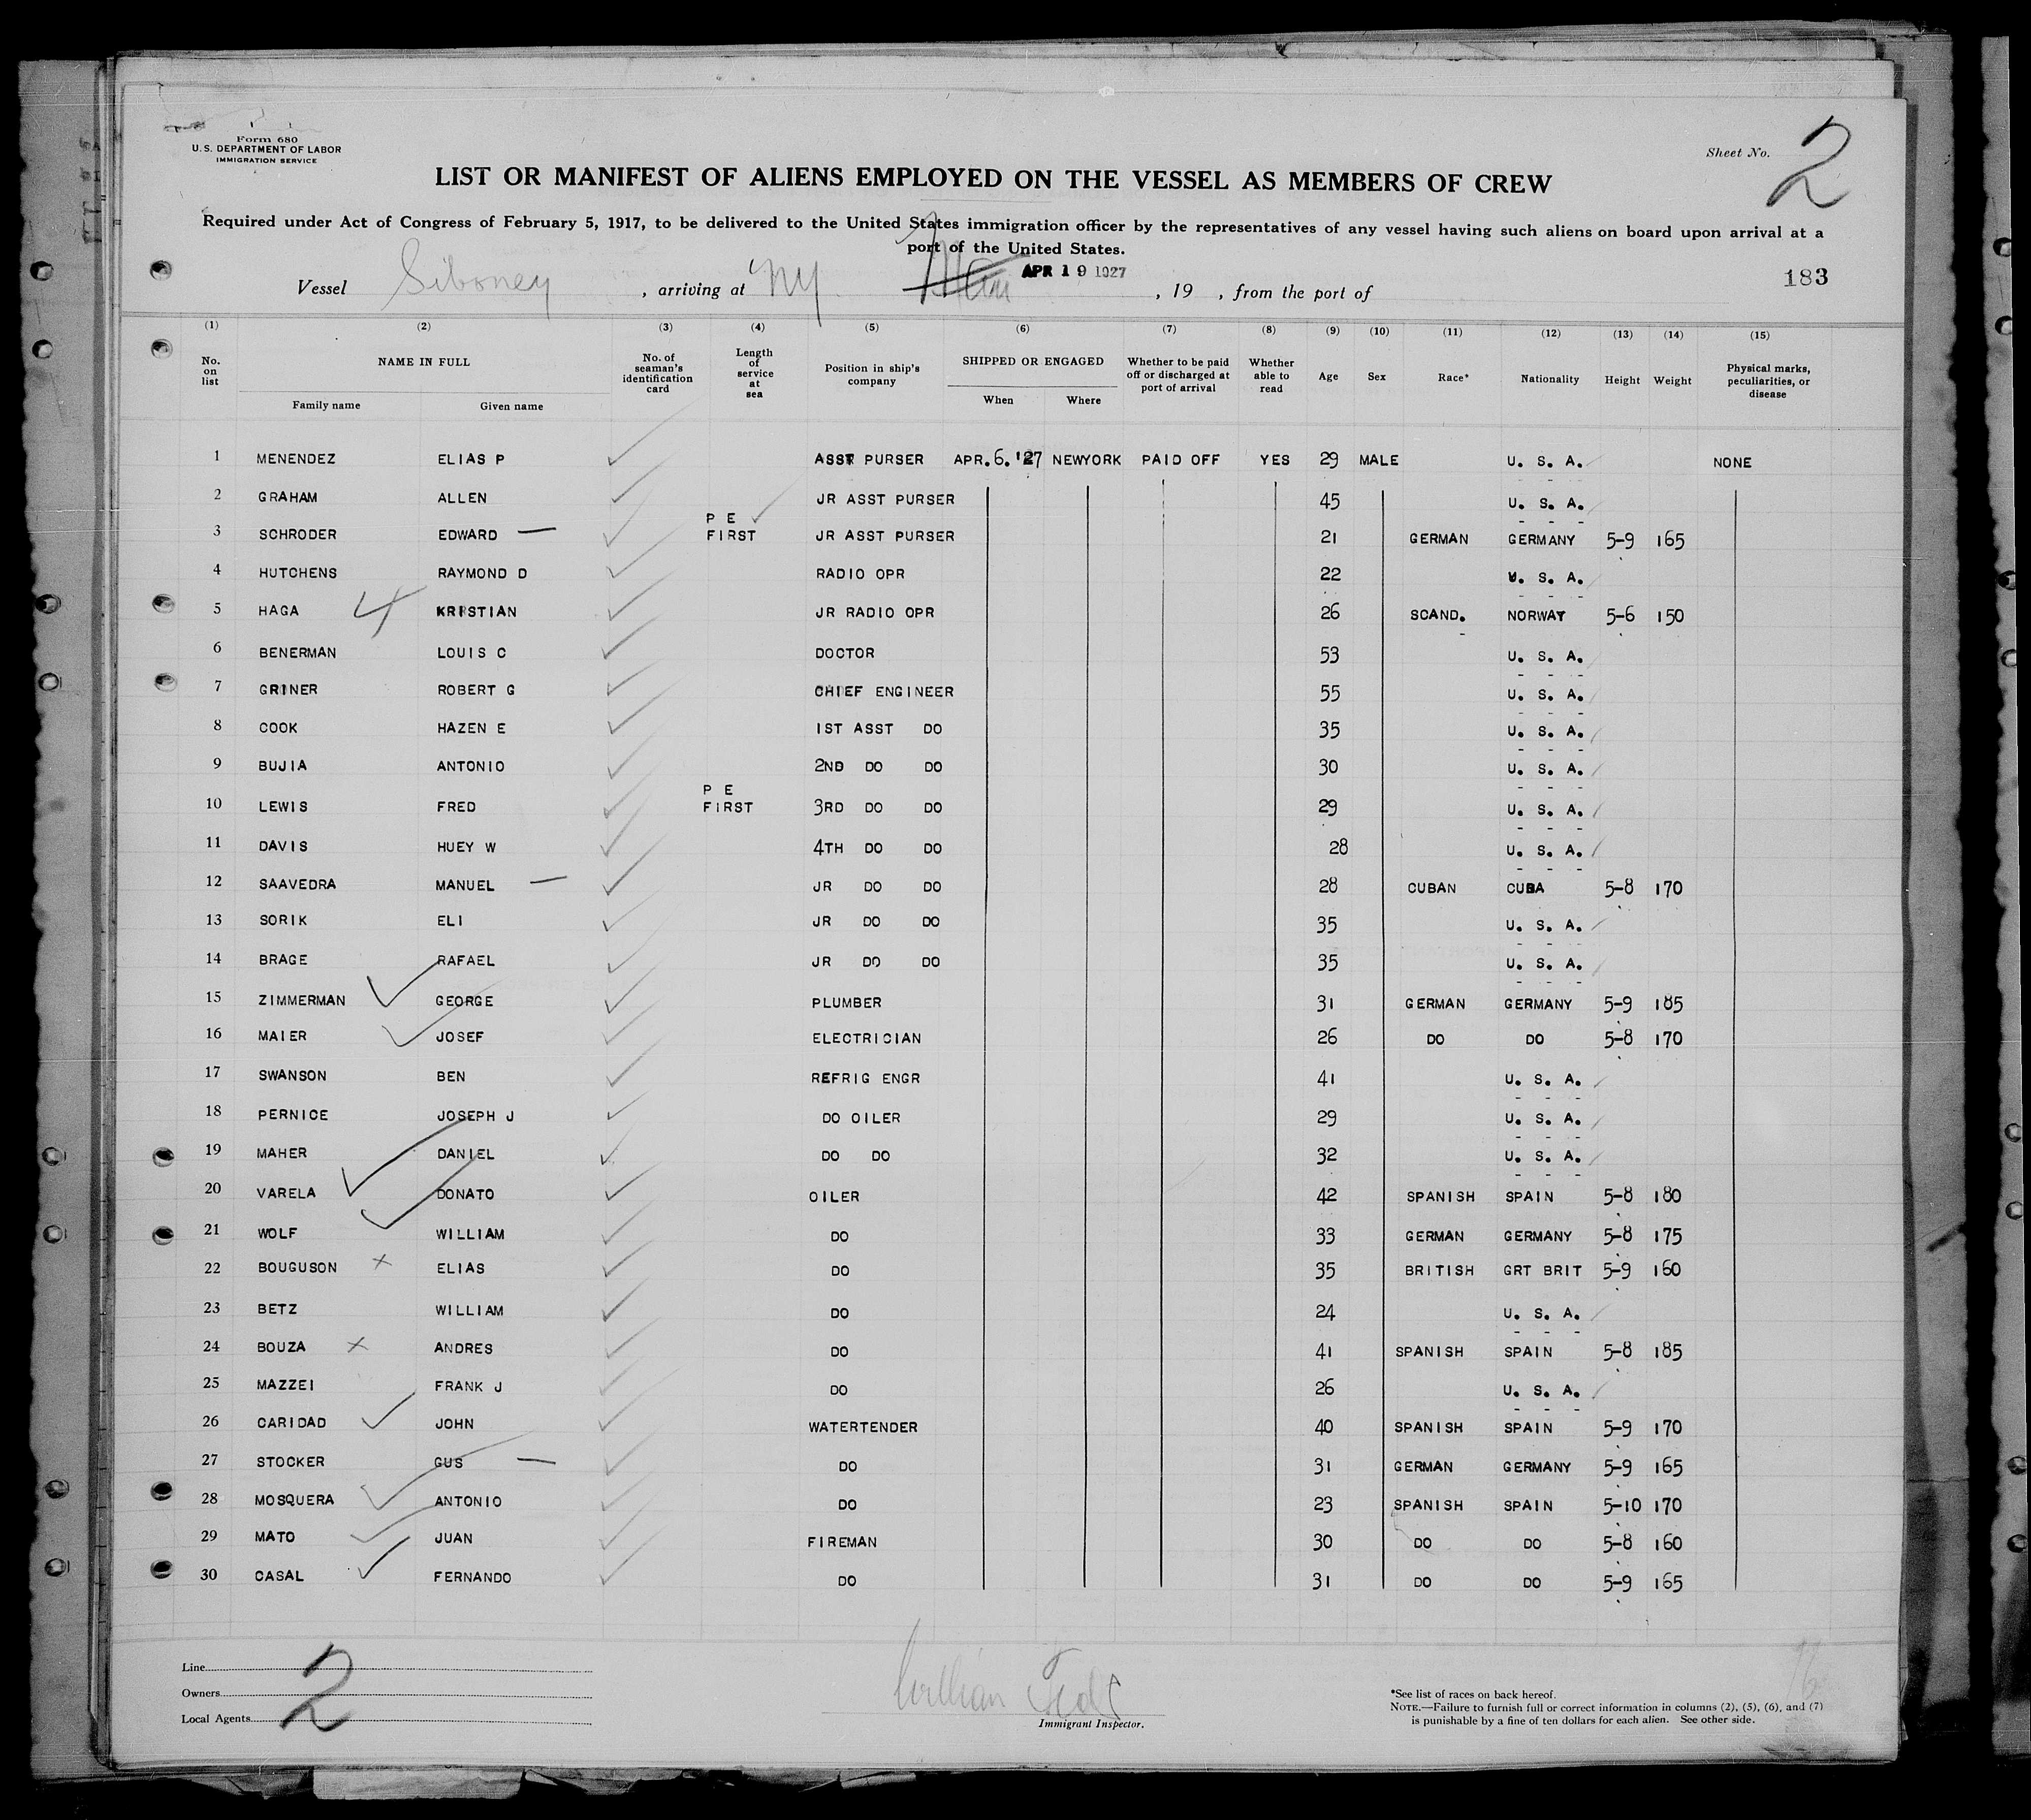 Form 680
U.S. DEPARTMENT OF LABOR
IMMIGRATION SERVICE
Sheet No. 2
LIST OR MANIFEST OF ALIENS EMPLOYED ON THE VESSEL AS MEMBERS OF CREW
Required under Act of Congress of February 5, 1917, to be delivered to the United States immigration officer by the representatives of any vessel having such aliens on board upon arrival at a
port of the United States.
Vessel Siboney , arriving at NY APR 19 1927 , 19 , from the port of 183
(1) (2) (3) (4) (5) (6) (7) (8) (9) (10) (11) (12) (13) (14) (15)
No. on list NAME IN FULL Family name Given name No. of seaman's identification card Length of service at sea Position in ship's company SHIPPED OR ENGAGED When Where Whether to be paid off or discharged at port of arrival Whether able to read Age Sex Race* Nationality Height Weight Physical marks, peculiarities, or disease
1 MENENDEZ ELIAS P ASST PURSER APR. 6. '27 NEWYORK PAID OFF YES 29 MALE U. S. A. NONE
2 GRAHAM ALLEN JR ASST PURSER 45 U. S. A.
3 SCHRODER EDWARD — P E FIRST JR ASST PURSER 21 GERMAN GERMANY 5-9 165
4 HUTCHENS RAYMOND D RADIO OPR 22 U. S. A.
5 HAGA KRISTIAN JR RADIO OPR 26 SCAND. NORWAY 5-6 150
6 BENERMAN LOUIS C DOCTOR 53 U. S. A.
7 GRINER ROBERT G CHIEF ENGINEER 55 U. S. A.
8 COOK HAZEN E 1ST ASST DO 35 U. S. A.
9 BUJIA ANTONIO 2ND DO DO 30 U. S. A.
10 LEWIS FRED P E FIRST 3RD DO DO 29 U. S. A.
11 DAVIS HUEY W 4TH DO DO 28 U. S. A.
12 SAAVEDRA MANUEL — JR DO DO 28 CUBAN CUBA 5-8 170
13 SORIK ELI JR DO DO 35 U. S. A.
14 BRAGE RAFAEL JR DO DO 35 U. S. A.
15 ZIMMERMAN GEORGE PLUMBER 31 GERMAN GERMANY 5-9 185
16 MAIER JOSEF ELECTRICIAN 26 DO DO 5-8 170
17 SWANSON BEN REFRIG ENGR 41 U. S. A.
18 PERNICE JOSEPH J DO OILER 29 U. S. A.
19 MAHER DANIEL DO DO 32 U. S. A.
20 VARELA DONATO OILER 42 SPANISH SPAIN 5-8 180
21 WOLF WILLIAM DO 33 GERMAN GERMANY 5-8 175
22 BOUGUSON X ELIAS DO 35 BRITISH GRT BRIT 5-9 160
23 BETZ WILLIAM DO 24 U. S. A.
24 BOUZA X ANDRES DO 41 SPANISH SPAIN 5-8 185
25 MAZZEI FRANK J DO 26 U. S. A.
26 CARIDAD JOHN WATERTENDER 40 SPANISH SPAIN 5-9 170
27 STOCKER GUS — DO 31 GERMAN GERMANY 5-9 165
28 MOSQUERA ANTONIO DO 23 SPANISH SPAIN 5-10 170
29 MATO JUAN FIREMAN 30 DO DO 5-8 160
30 CASAL FERNANDO DO 31 DO DO 5-9 165
Line
Owners
Local Agents
2
William
Immigrant Inspector.
*See list of races on back hereof.
NOTE.—Failure to furnish full or correct information in columns (2), (5), (6), and (7)
is punishable by a fine of ten dollars for each alien. See other side.